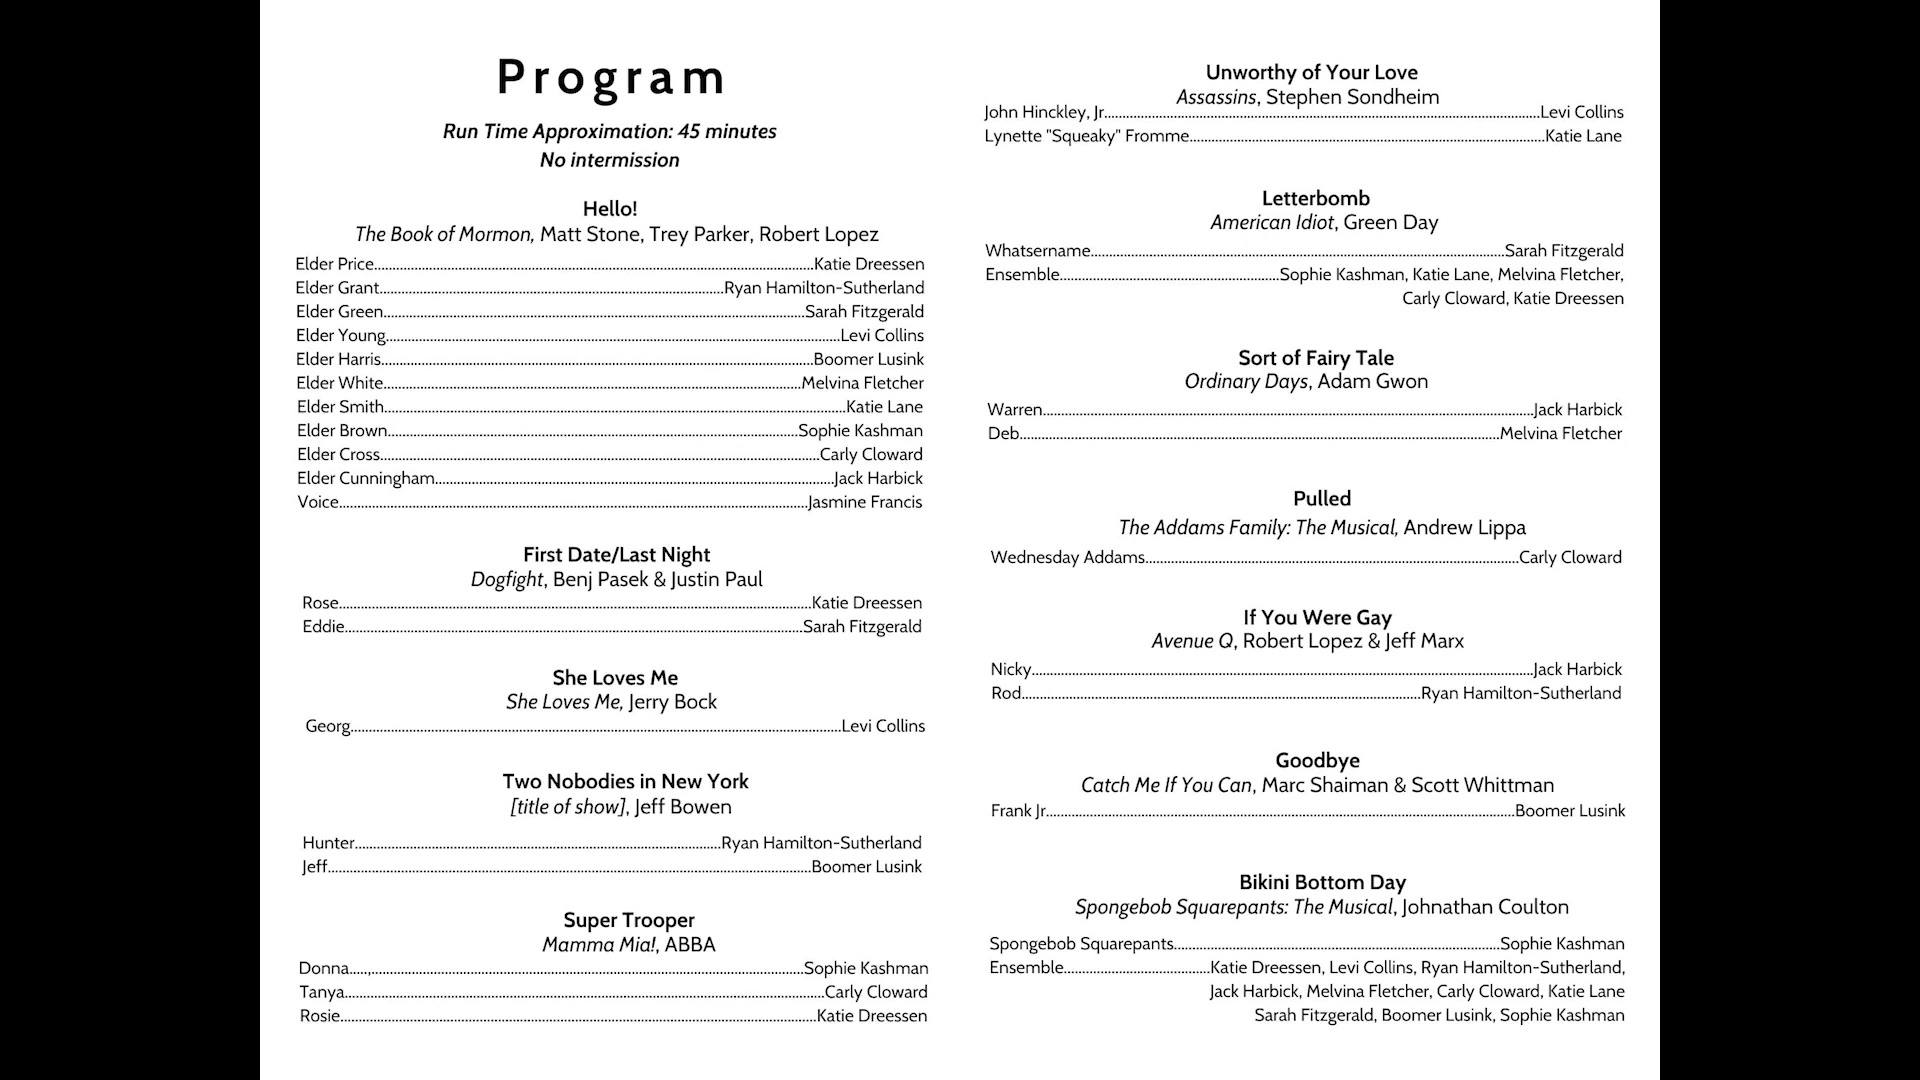 Program
Run Time Approximation: 45 minutes
No intermission
Hello!
The Book of Mormon, Matt Stone, Trey Parker, Robert Lopez
Elder Price....................Katie Dreessen
Elder Grant....................Ryan Hamilton-Sutherland
Elder Green....................Sarah Fitzgerald
Elder Young....................Levi Collins
Elder Harris....................Boomer Lusink
Elder White....................Melvina Fletcher
Elder Smith....................Katie Lane
Elder Brown....................Sophie Kashman
Elder Cross....................Carly Cloward
Elder Cunningham....................Jack Harbick
Voice....................Jasmine Francis
First Date/Last Night
Dogfight, Benj Pasek & Justin Paul
Rose....................Katie Dreessen
Eddie....................Sarah Fitzgerald
She Loves Me
She Loves Me, Jerry Bock
Georg....................Levi Collins
Two Nobodies in New York
[title of show], Jeff Bowen
Hunter....................Ryan Hamilton-Sutherland
Jeff....................Boomer Lusink
Super Trooper
Mamma Mia!, ABBA
Donna....,....................Sophie Kashman
Tanya....................Carly Cloward
Rosie....................Katie Dreessen
Unworthy of Your Love
Assassins, Stephen Sondheim
John Hinckley, Jr....................Levi Collins
Lynette "Squeaky" Fromme....................Katie Lane
Letterbomb
American Idiot, Green Day
Whatsername....................Sarah Fitzgerald
Ensemble....................Sophie Kashman, Katie Lane, Melvina Fletcher,
Carly Cloward, Katie Dreessen
Sort of Fairy Tale
Ordinary Days, Adam Gwon
Warren....................Jack Harbick
Deb....................Melvina Fletcher
Pulled
The Addams Family: The Musical, Andrew Lippa
Wednesday Addams....................Carly Cloward
If You Were Gay
Avenue Q, Robert Lopez & Jeff Marx
Nicky....................Jack Harbick
Rod....................Ryan Hamilton-Sutherland
Goodbye
Catch Me If You Can, Marc Shaiman & Scott Whittman
Frank Jr....................Boomer Lusink
Bikini Bottom Day
Spongebob Squarepants: The Musical, Johnathan Coulton
Spongebob Squarepants....................Sophie Kashman
Ensemble....................Katie Dreessen, Levi Collins, Ryan Hamilton-Sutherland,
Jack Harbick, Melvina Fletcher, Carly Cloward, Katie Lane
Sarah Fitzgerald, Boomer Lusink, Sophie Kashman